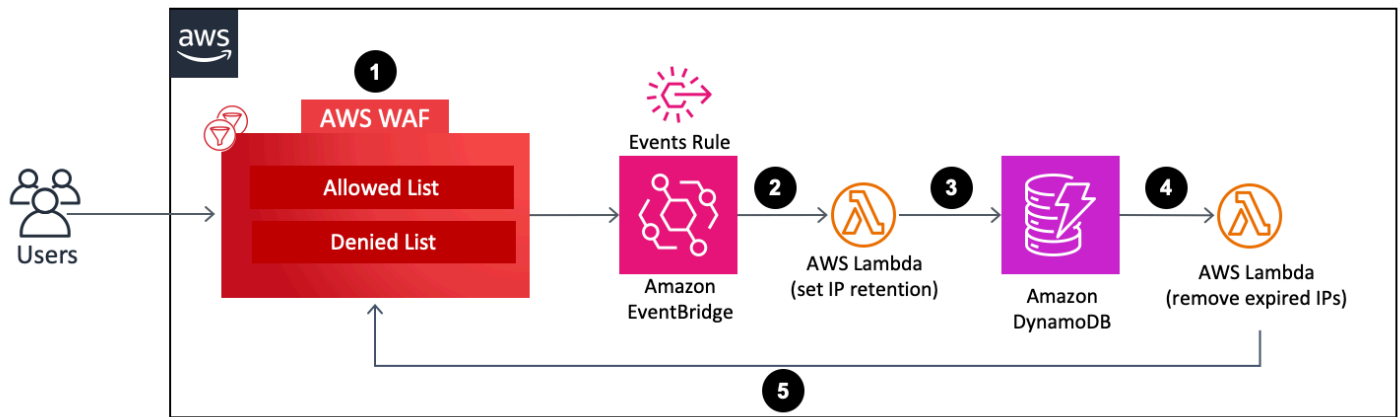 aws
1
AWS WAF
Allowed List
Denied List
Users
Events Rule
Amazon
EventBridge
2
AWS Lambda
(set IP retention)
3
Amazon
DynamoDB
4
AWS Lambda
(remove expired IPs)
5